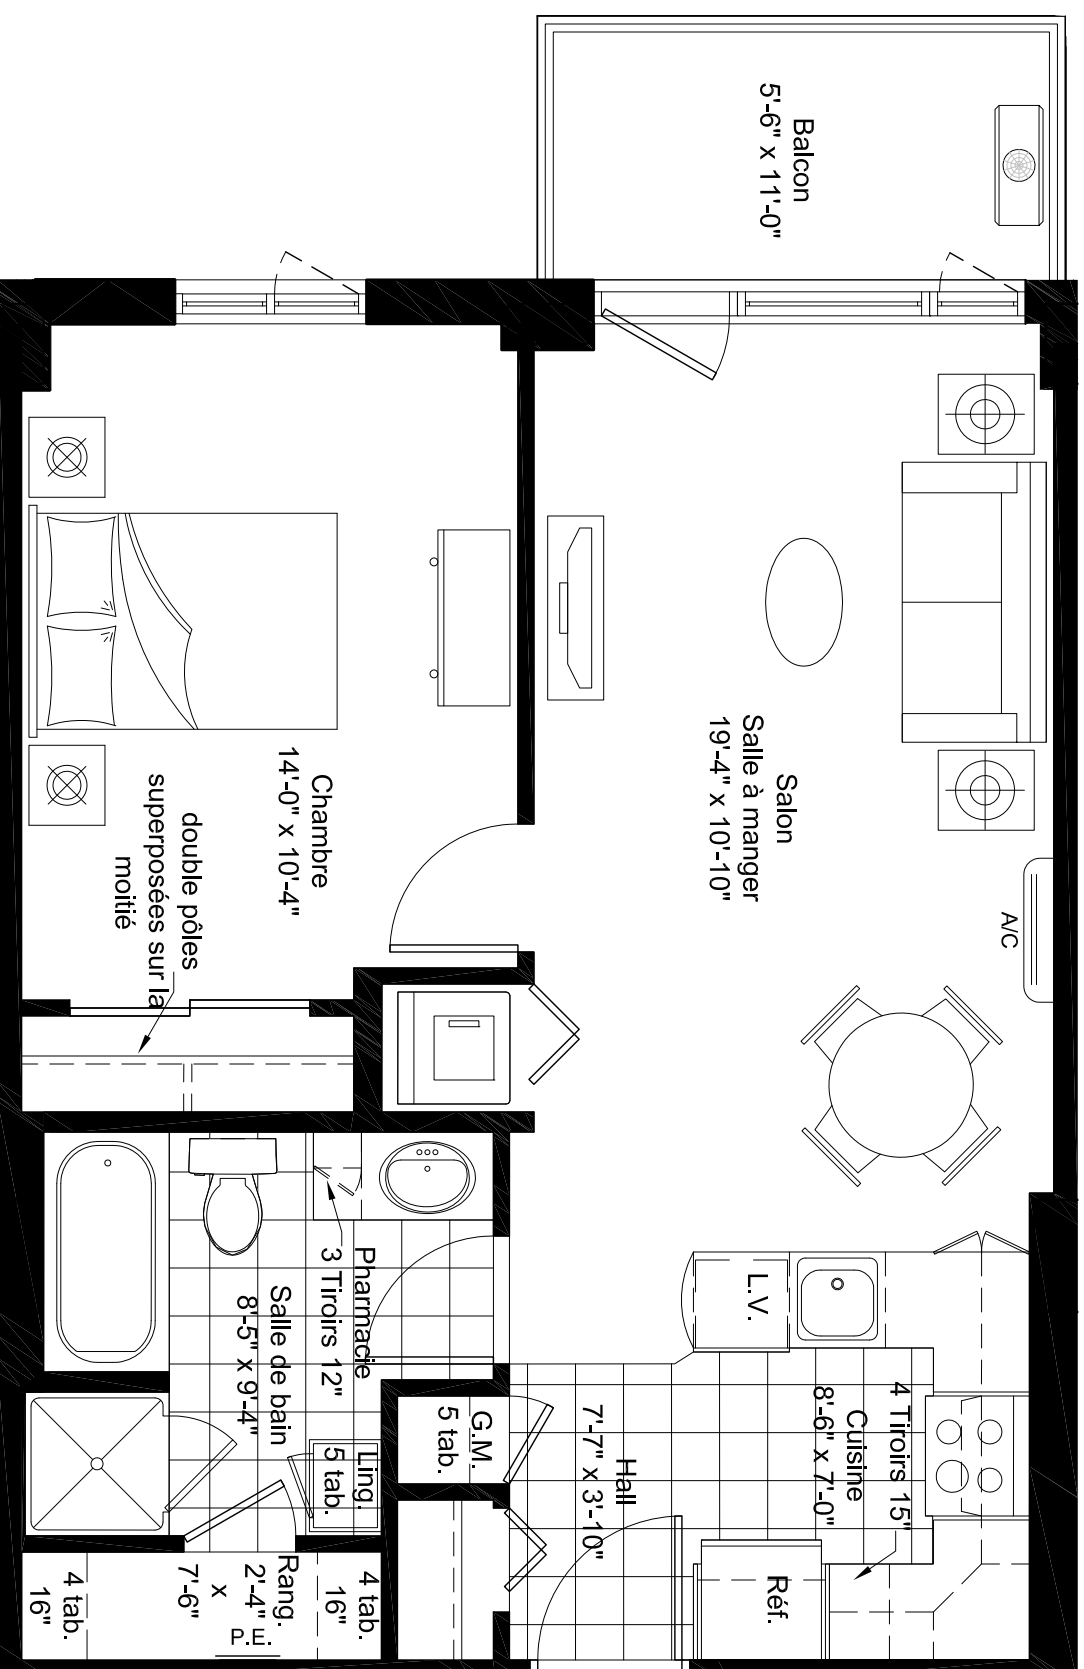 Balcon
5'-6" x 11'-0"
Salon
Salle à manger
19'-4" x 10'-10"
A/C
Chambre
14'-0" x 10'-4"
double pôles
superposées sur la
moitié
L.V.
4 Tiroirs 15"
Cuisine
8'-6" x 7'-0"
Réf.
Hall
7'-7" x 3'-10"
G.M.
5 tab.
Pharmacie
3 Tiroirs 12"
Salle de bain
8'-5" x 9'-4"
Ling.
5 tab.
4 tab.
16"
Rang.
2'-4"
x
7'-6"
P.E.
4 tab.
16"